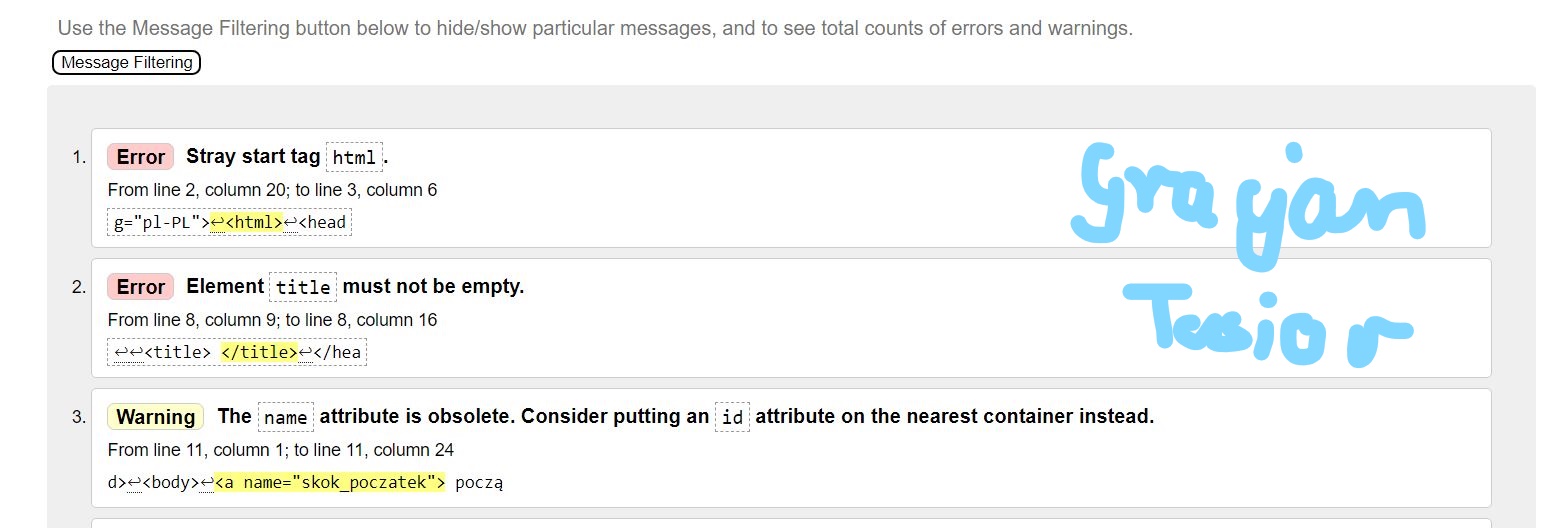 Use the Message Filtering button below to hide/show particular messages, and to see total counts of errors and warnings.
Message Filtering
1. Error Stray start tag html.
From line 2, column 20; to line 3, column 6
g="pl-PL">↩<html>↩<head
2. Error Element title must not be empty.
From line 8, column 9; to line 8, column 16
↩↩<title> </title>↩</hea
3. Warning The name attribute is obsolete. Consider putting an id attribute on the nearest container instead.
From line 11, column 1; to line 11, column 24
d>↩<body>↩<a name="skok_poczatek"> począ